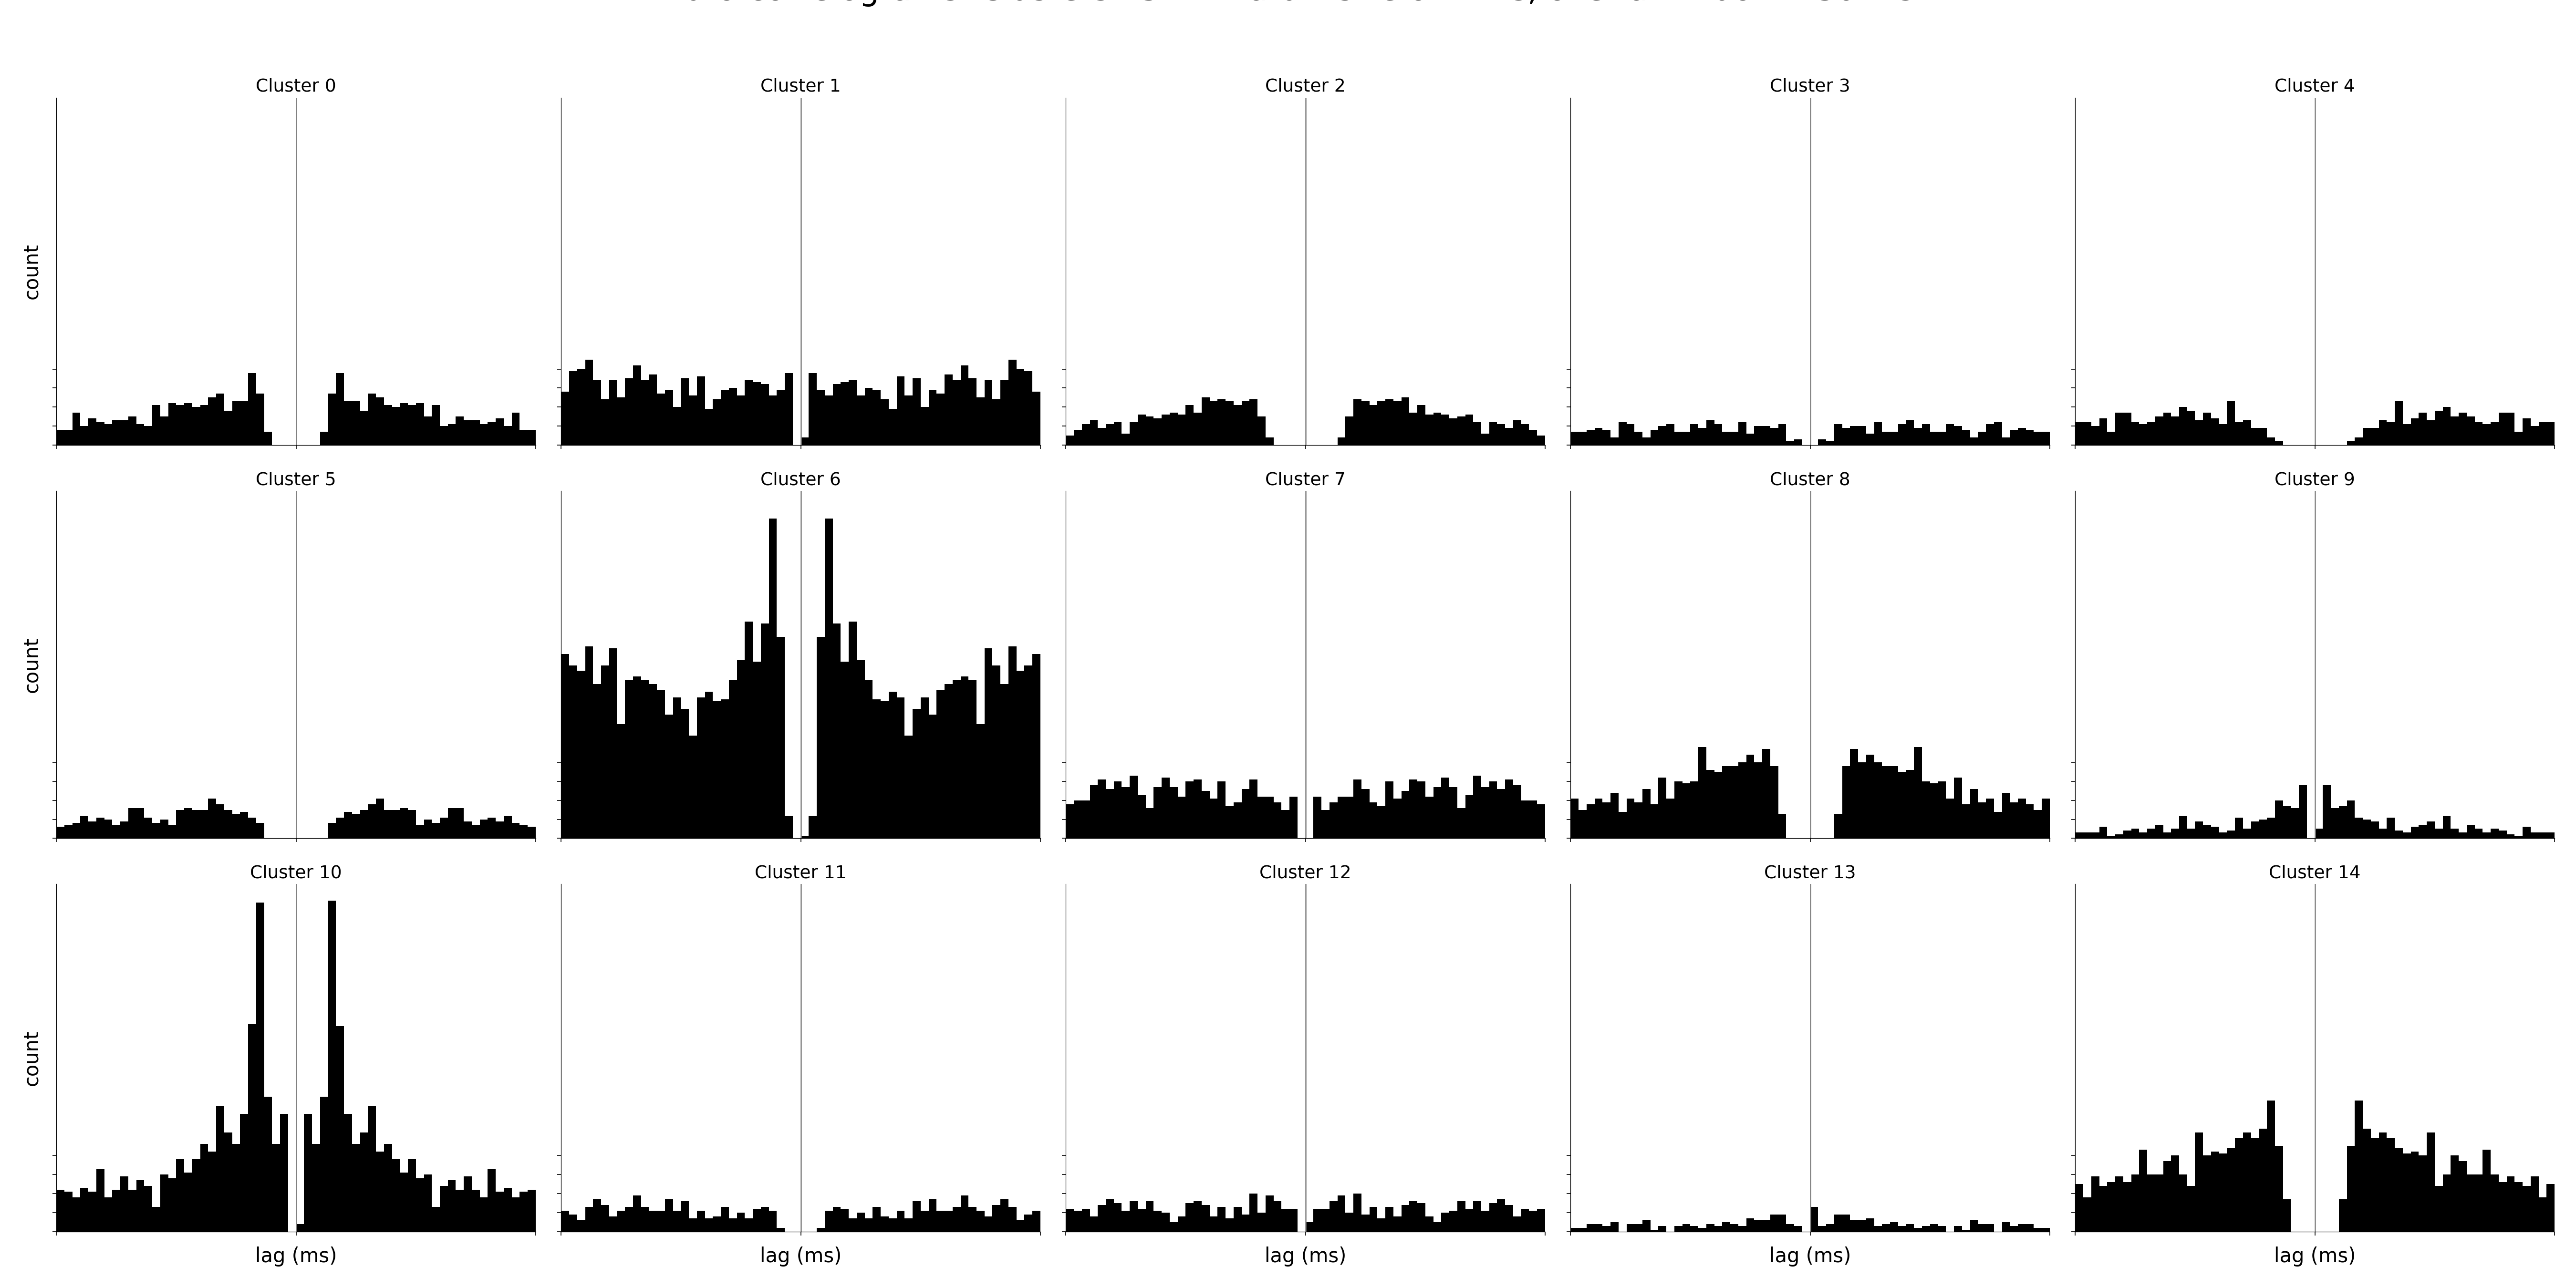 Cluster 0 Cluster 1 Cluster 2 Cluster 3 Cluster 4
count
Cluster 5 Cluster 6 Cluster 7 Cluster 8 Cluster 9
count
Cluster 10 Cluster 11 Cluster 12 Cluster 13 Cluster 14
count
lag (ms) lag (ms) lag (ms) lag (ms) lag (ms)